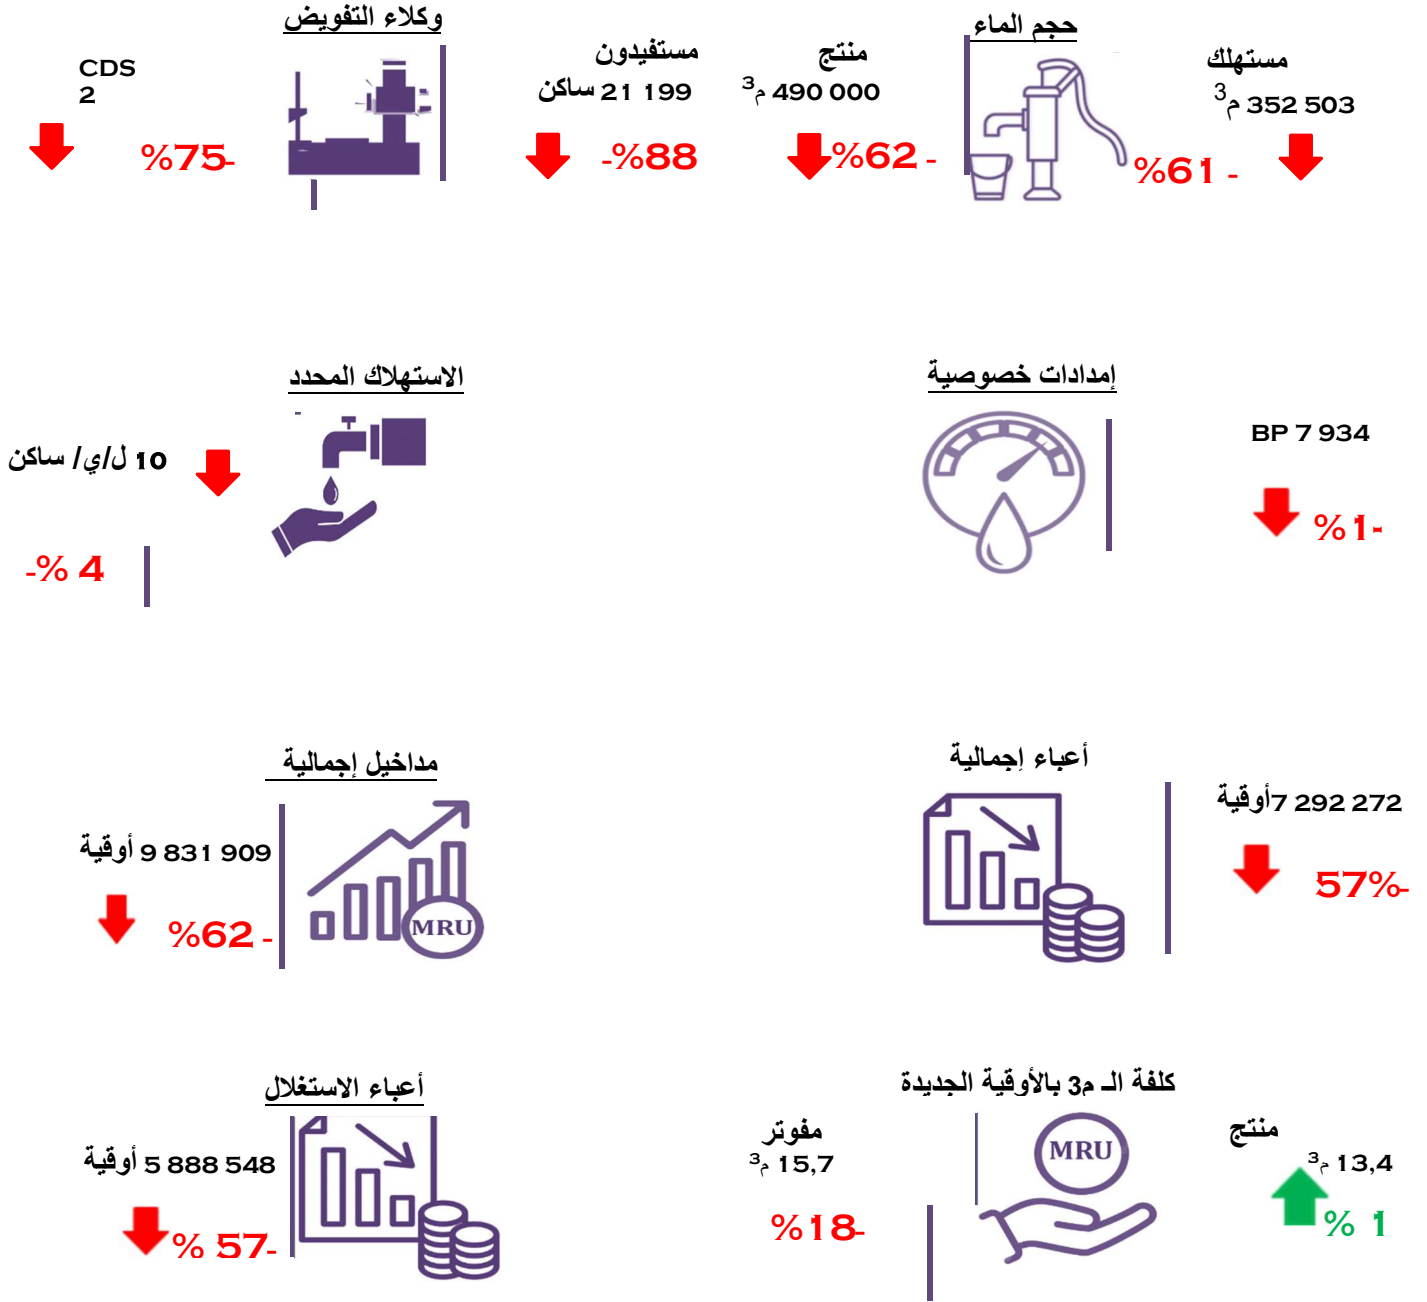 حجم الماء
مستهلك
352 503 م3
- 61%
منتج
490 000 م3
- 62%
وكلاء التفويض
مستفيدون
21 199 ساكن
-%88
CDS
2
%75-
إمدادات خصوصية
BP 7 934
%1-
الاستهلاك المحدد
10 ل/ي/ ساكن
-% 4
أعباء إجمالية
7 292 272أوقية
57%-
مداخيل إجمالية
9 831 909 أوقية
%62 -
MRU
كلفة الـ م3 بالأوقية الجديدة
منتج
13,4 م3
% 1
MRU
مفوتر
15,7 م3
%18-
أعباء الاستغلال
5 888 548 أوقية
% 57-